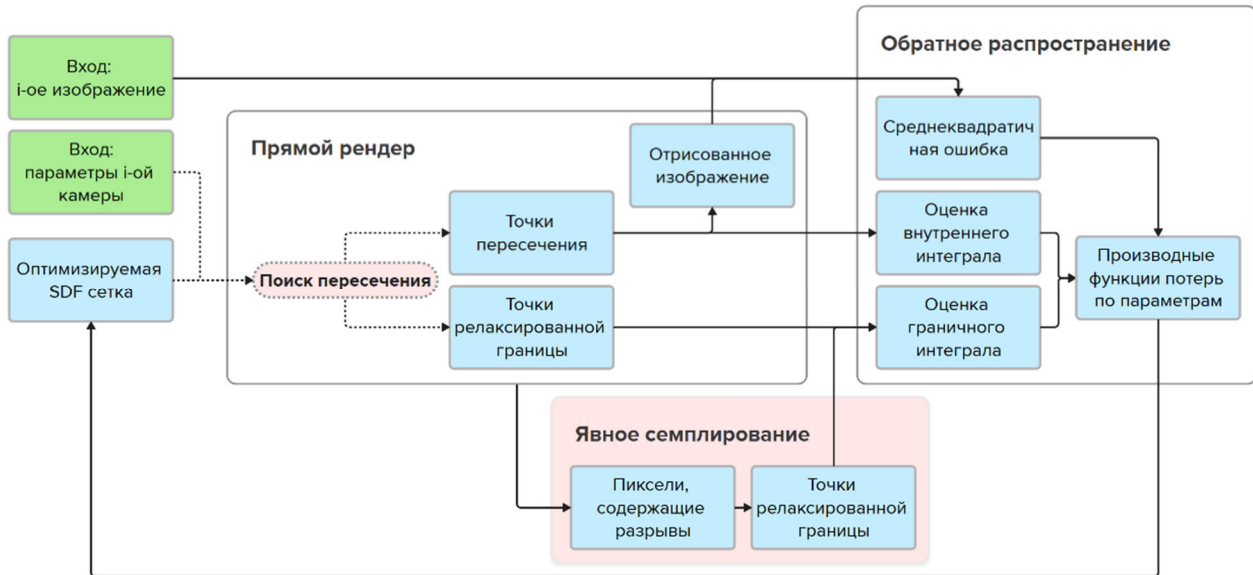 Обратное распространение
Вход:
i-ое изображение
Среднеквадратич
ная ошибка
Прямой рендер
Отрисованное
изображение
Вход:
параметры i-ой
камеры
Точки
пересечения
Оценка
внутреннего
интеграла
Оптимизируемая
SDF сетка
Поиск пересечения
Производные
функции потерь
по параметрам
Точки
релаксированной
границы
Оценка
граничного
интеграла
Явное семплирование
Пиксели,
содержащие
разрывы
Точки
релаксированной
границы